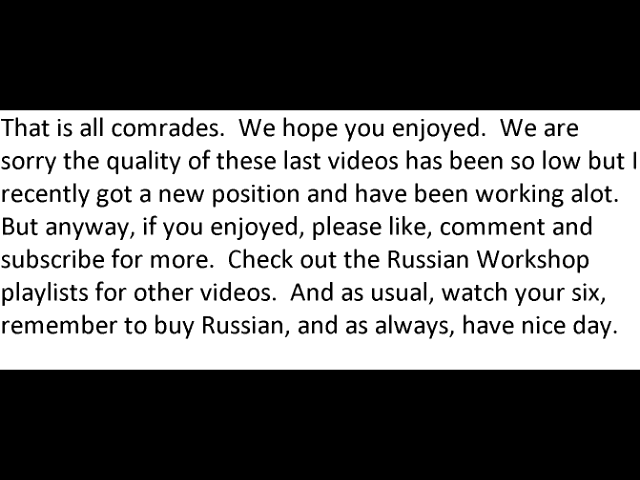 That is all comrades.  We hope you enjoyed.  We are
sorry the quality of these last videos has been so low but I
recently got a new position and have been working alot.
But anyway, if you enjoyed, please like, comment and
subscribe for more.  Check out the Russian Workshop
playlists for other videos.  And as usual, watch your six,
remember to buy Russian, and as always, have nice day.